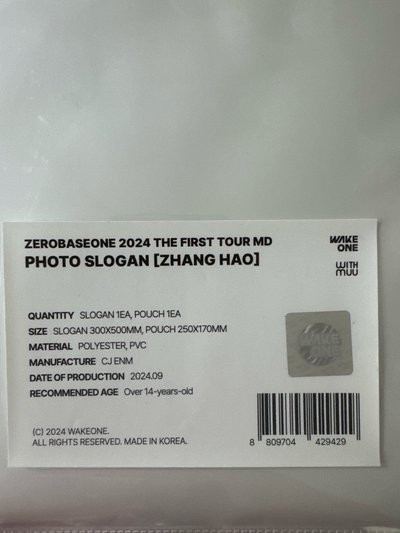 ZEROBASEONE 2024 THE FIRST TOUR MD
PHOTO SLOGAN [ZHANG HAO]
WAKE
ONE
WITH
MUU
QUANTITY SLOGAN 1EA, POUCH 1EA
SIZE SLOGAN 300X500MM, POUCH 250X170MM
MATERIAL POLYESTER, PVC
MANUFACTURE CJ ENM
DATE OF PRODUCTION 2024.09
RECOMMENDED AGE Over 14-years-old
WAKE
ONE
(C) 2024 WAKEONE.
ALL RIGHTS RESERVED. MADE IN KOREA.
8 809704 429429